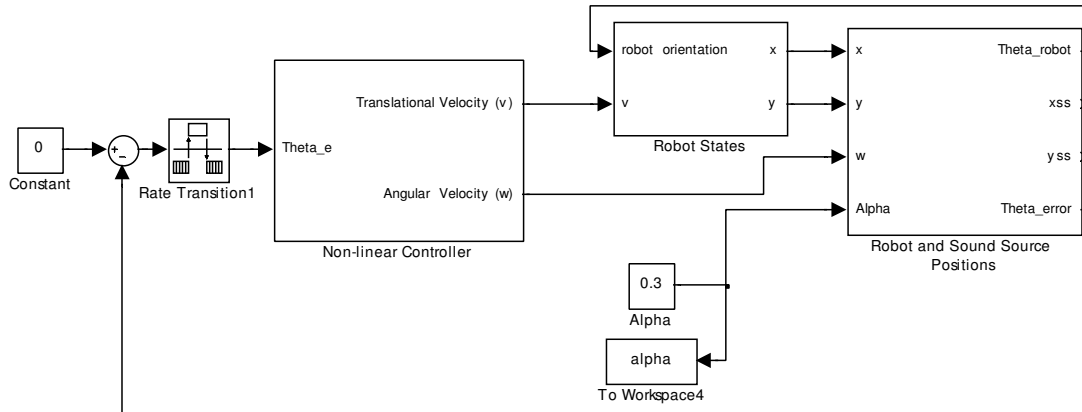 0
Constant
+
−
Rate Transition1
Theta_e
Translational Velocity (v)
Angular Velocity (w)
Non-linear Controller
robot orientation
v
x
y
Robot States
x
y
w
Alpha
Theta_robot
xss
yss
Theta_error
Robot and Sound Source
Positions
0.3
Alpha
alpha
To Workspace4